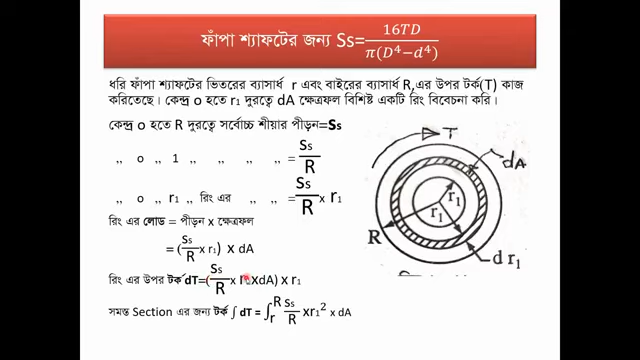 ফাঁপা শ্যাফটের জন্য Ss=16TD/π(D⁴−d⁴)
ধরি ফাঁপা শ্যাফটের ভিতরের ব্যাসার্ধ r এবং বাইরের ব্যাসার্ধ R,এর উপর টর্ক(T) কাজ
করিতেছে। কেন্দ্র o হতে r₁ দুরত্বে dA ক্ষেত্রফল বিশিষ্ট একটি রিং বিবেচনা করি।
কেন্দ্র o হতে R দুরত্বে সর্বোচ্চ শীয়ার পীড়ন=Ss
,, o ,, 1 ,, ,, ,, ,, = Ss/R
,, o ,, r₁ ,, রিং এর ,, ,, = Ss/R x r₁
রিং এর লোড = পীড়ন x ক্ষেত্রফল
= (Ss/R x r₁) x dA
রিং এর উপর টর্ক dT=(Ss/R x r₁xdA) x r₁
সমস্ত Section এর জন্য টর্ক ∫ dT = ∫ᵣᴿ Ss/R xr₁² x dA
T
dA
r₁
r₁
R
d r₁